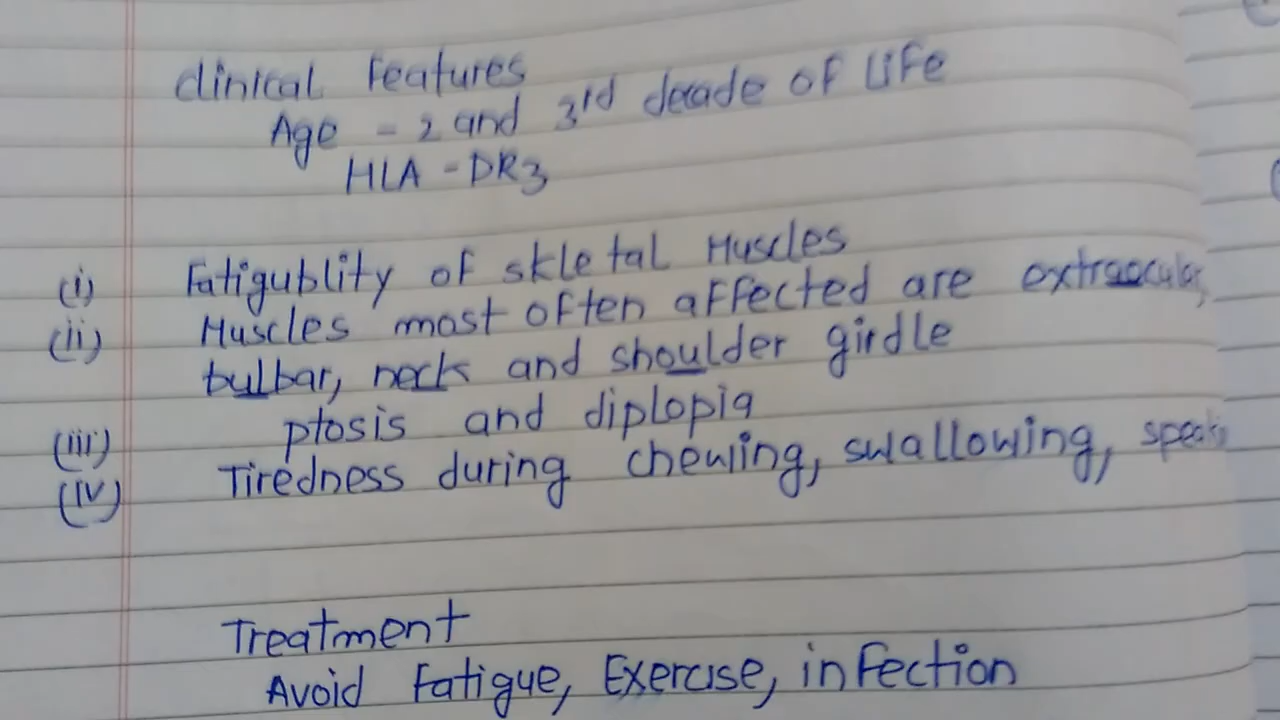 clinical Features
Age - 2 and 3rd decade of Life
HLA - DR3
(i) Fatigublity of skletal Muscles
(ii) Muscles most often affected are extraocular,
bulbar, neck and shoulder girdle
(iii) ptosis and diplopia
(iv) Tiredness during chewing, swallowing,
Treatment
Avoid Fatigue, Exercise, infection